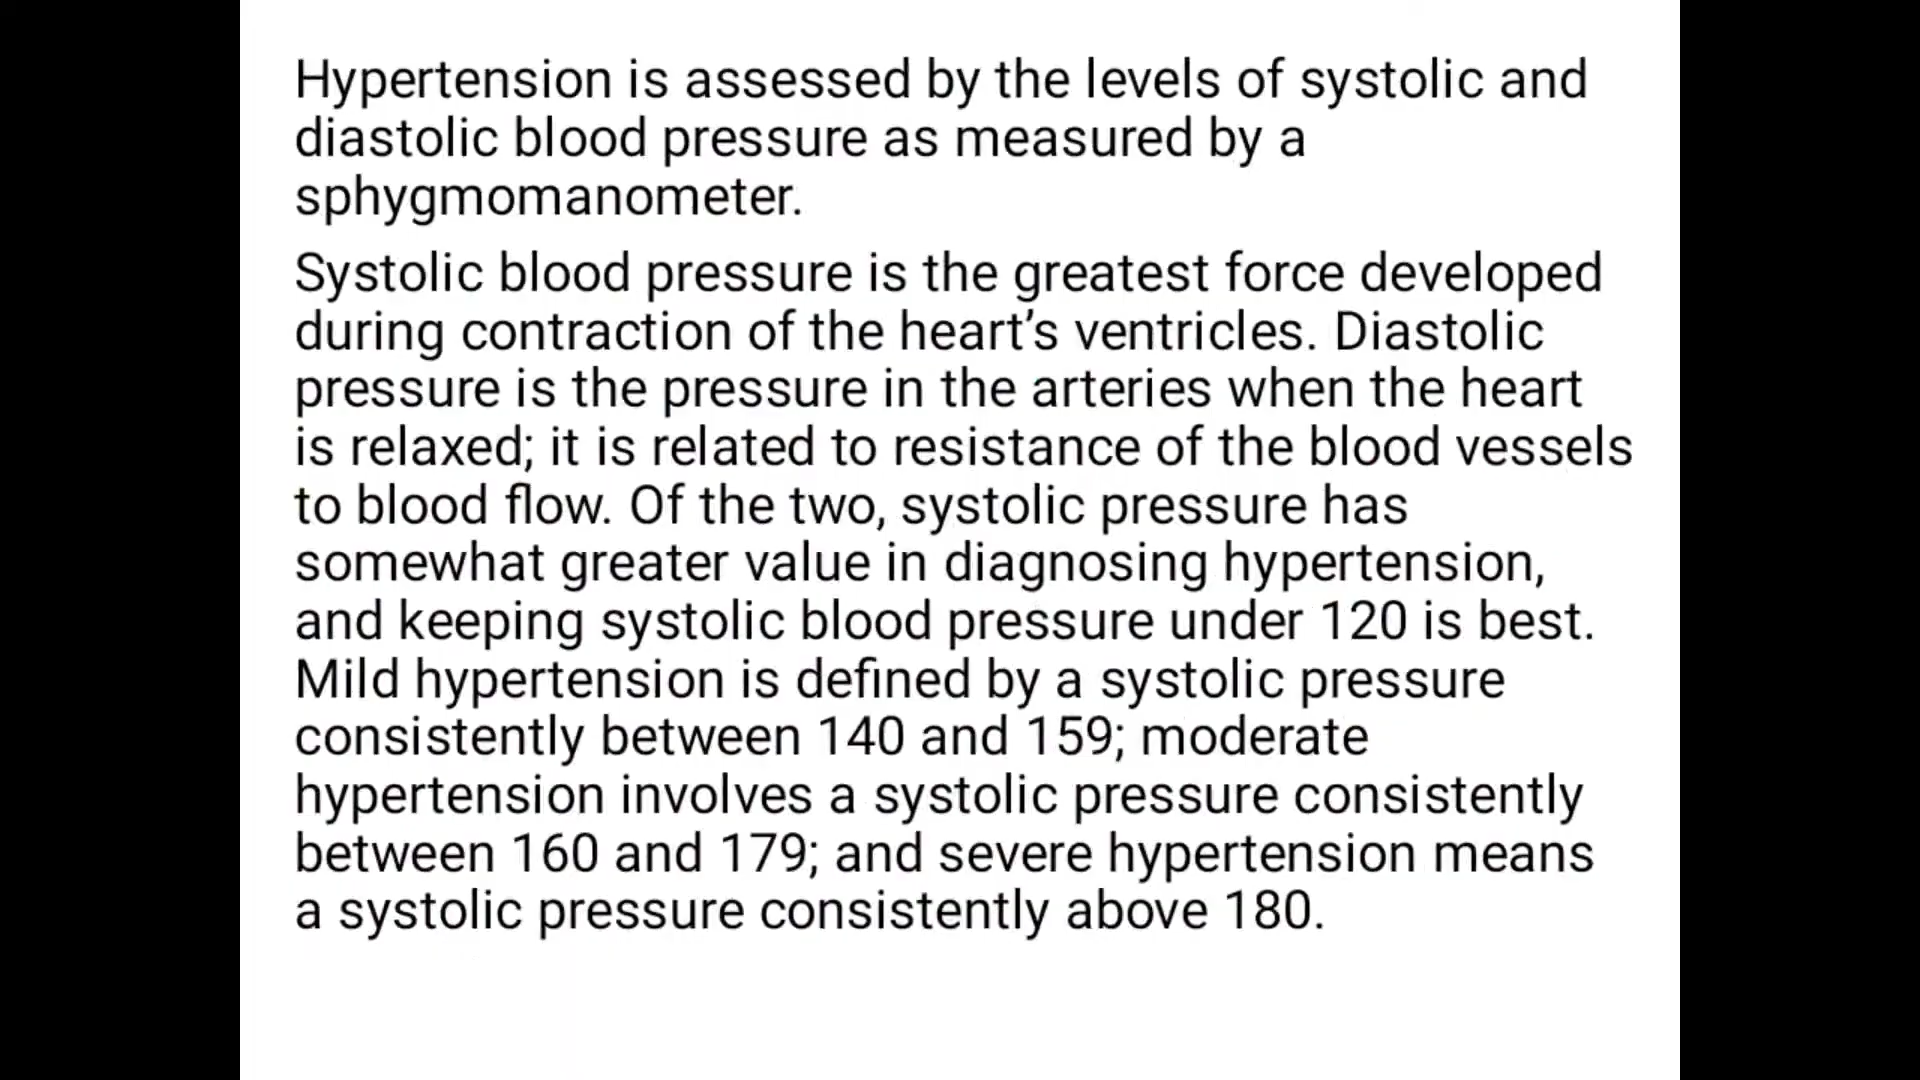 Hypertension is assessed by the levels of systolic and
diastolic blood pressure as measured by a
sphygmomanometer.
Systolic blood pressure is the greatest force developed
during contraction of the heart’s ventricles. Diastolic
pressure is the pressure in the arteries when the heart
is relaxed; it is related to resistance of the blood vessels
to blood flow. Of the two, systolic pressure has
somewhat greater value in diagnosing hypertension,
and keeping systolic blood pressure under 120 is best.
Mild hypertension is defined by a systolic pressure
consistently between 140 and 159; moderate
hypertension involves a systolic pressure consistently
between 160 and 179; and severe hypertension means
a systolic pressure consistently above 180.